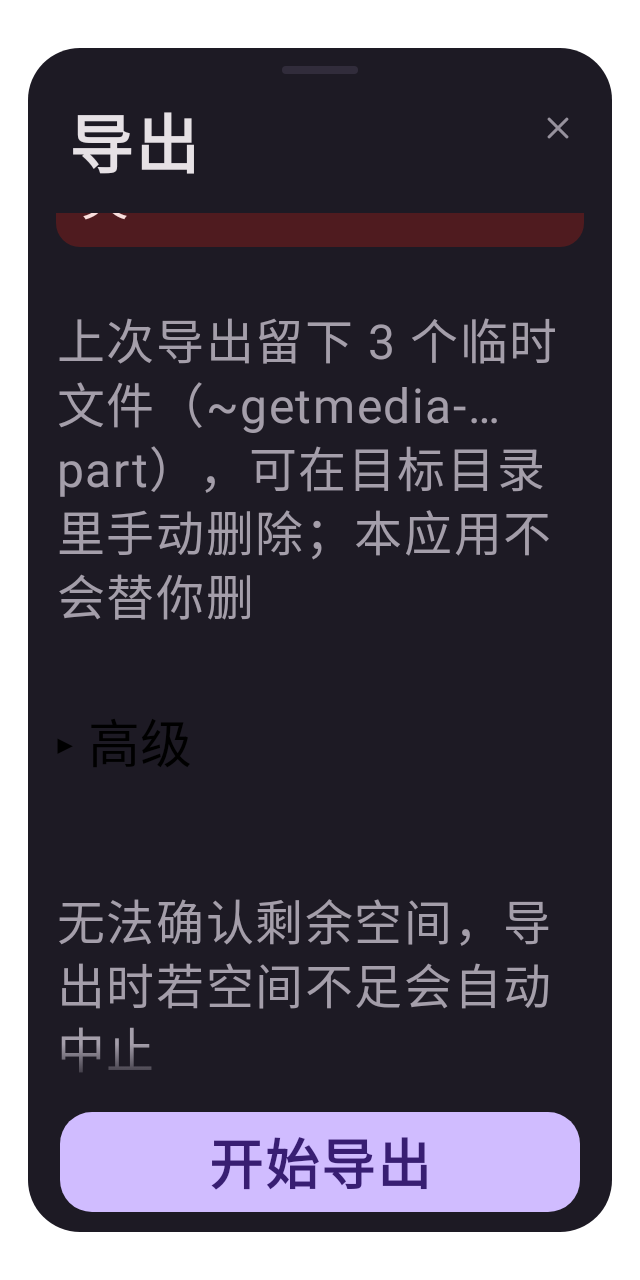 导出
上次导出留下 3 个临时
文件（~getmedia-…
part），可在目标目录
里手动删除；本应用不
会替你删
▸ 高级
无法确认剩余空间，导
出时若空间不足会自动
中止
开始导出